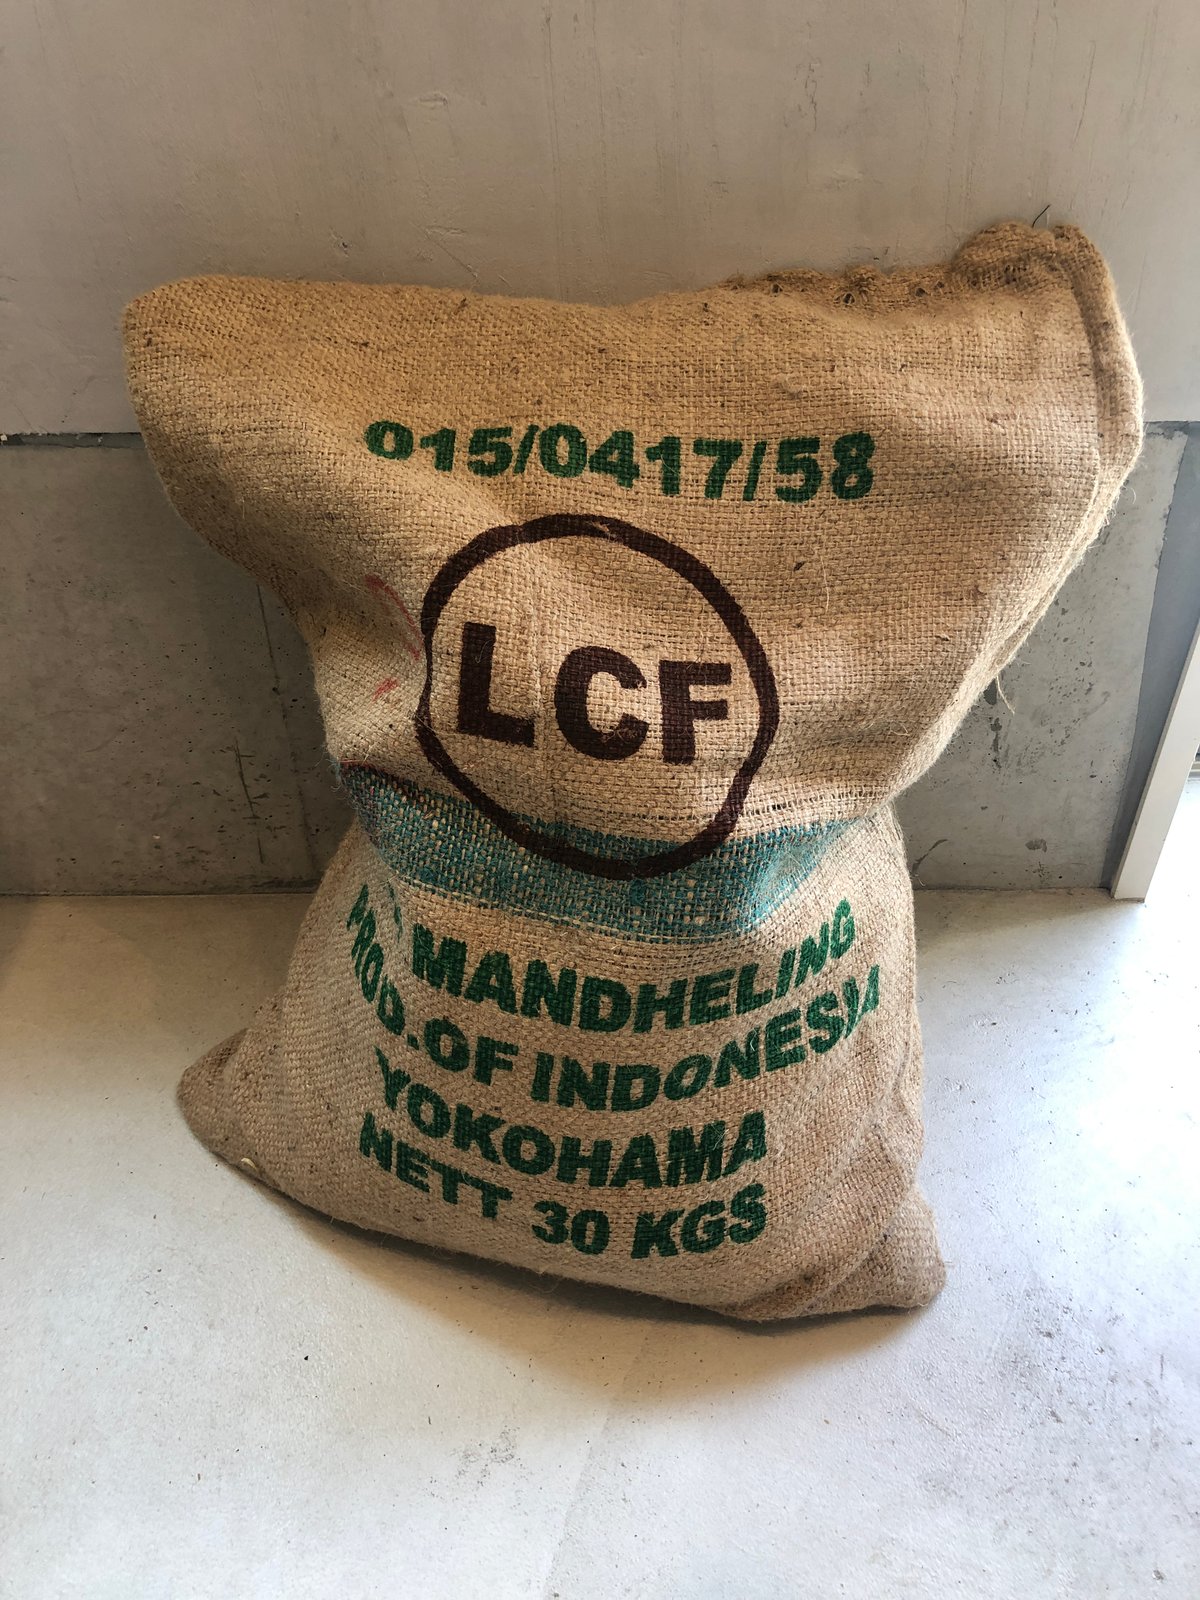 015/0417/58
LCF
MANDHELING
PROD.OF INDONESIA
YOKOHAMA
NETT 30 KGS